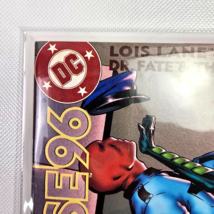 LOIS LANE
DC
DR. FATE
SE96